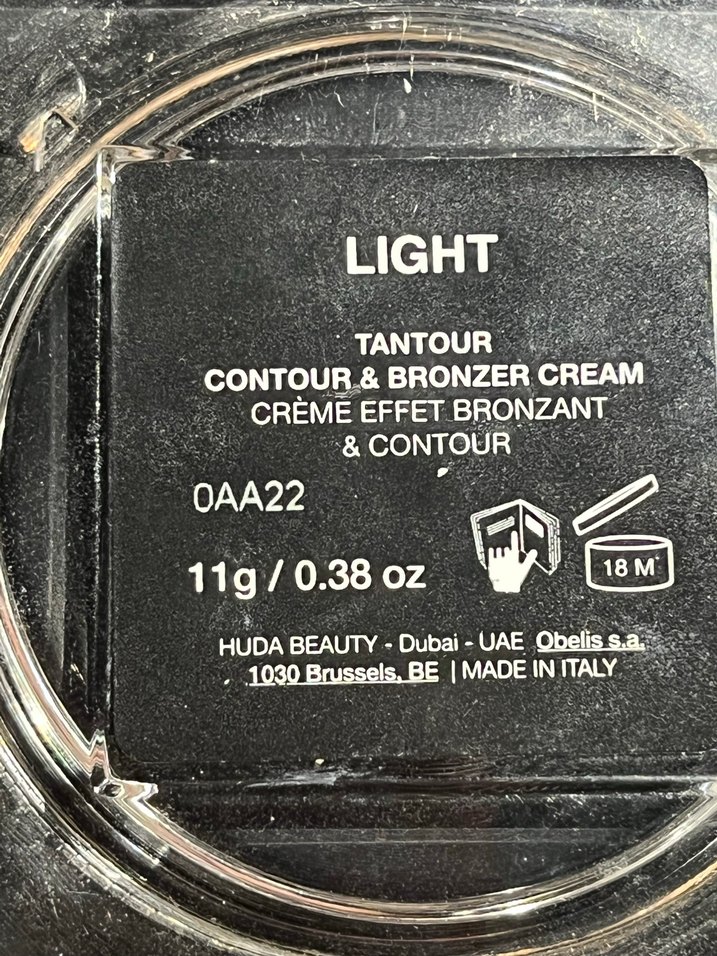 LIGHT
TANTOUR
CONTOUR & BRONZER CREAM
CRÈME EFFET BRONZANT
& CONTOUR
0AA22
18 M
11g / 0.38 oz
HUDA BEAUTY - Dubai - UAE Obelis s.a.
1030 Brussels, BE | MADE IN ITALY